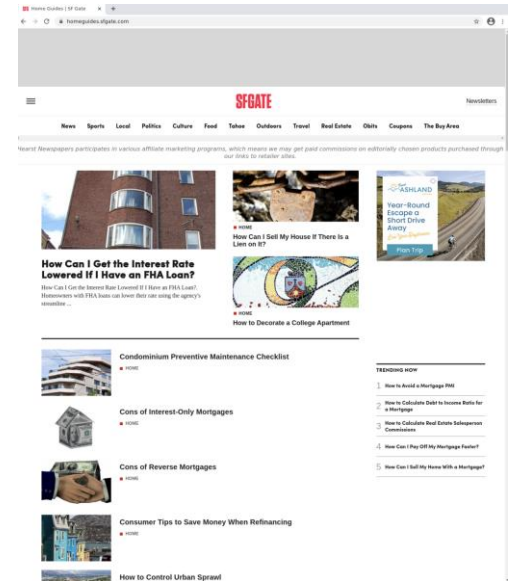 Home Guides | SF Gate
homeguides.sfgate.com
SFGATE
Newsletters
News Sports Local Politics Culture Food Tahoe Outdoors Travel Real Estate Obits Coupons The Buy Area
Hearst Newspapers participates in various affiliate marketing programs, which means we may get paid commissions on editorially chosen products purchased through
our links to retailer sites.
How Can I Get the Interest Rate
Lowered If I Have an FHA Loan?
How Can I Get the Interest Rate Lowered If I Have an FHA Loan?.
Homeowners with FHA loans can lower their rate using the agency's
streamline ...
HOME
How Can I Sell My House If There Is a
Lien on It?
HOME
How to Decorate a College Apartment
ASHLAND
Year-Round
Escape a
Short Drive
Away
Plan Trip
Condominium Preventive Maintenance Checklist
HOME
Cons of Interest-Only Mortgages
HOME
Cons of Reverse Mortgages
HOME
Consumer Tips to Save Money When Refinancing
HOME
How to Control Urban Sprawl
TRENDING NOW
1 How to Avoid a Mortgage PMI
2 How to Calculate Debt to Income Ratio for
a Mortgage
3 How to Calculate Real Estate Salesperson
Commissions
4 How Can I Pay Off My Mortgage Faster?
5 How Can I Sell My Home With a Mortgage?